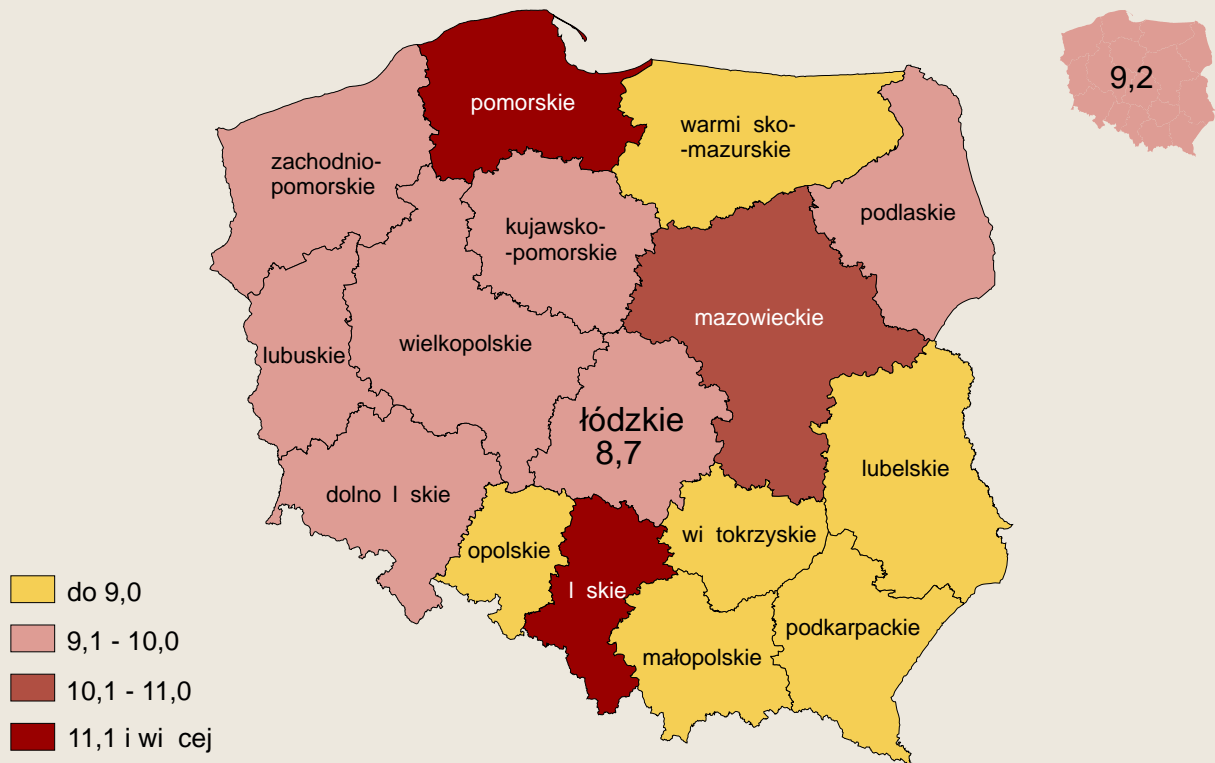 pomorskie
9,2
warmi sko-
-mazurskie
zachodnio-
pomorskie
podlaskie
kujawsko-
-pomorskie
mazowieckie
wielkopolskie
lubuskie
łódzkie
8,7
lubelskie
dolno l skie
wi tokrzyskie
opolskie
l skie
podkarpackie
małopolskie
do 9,0
9,1 - 10,0
10,1 - 11,0
11,1 i wi cej